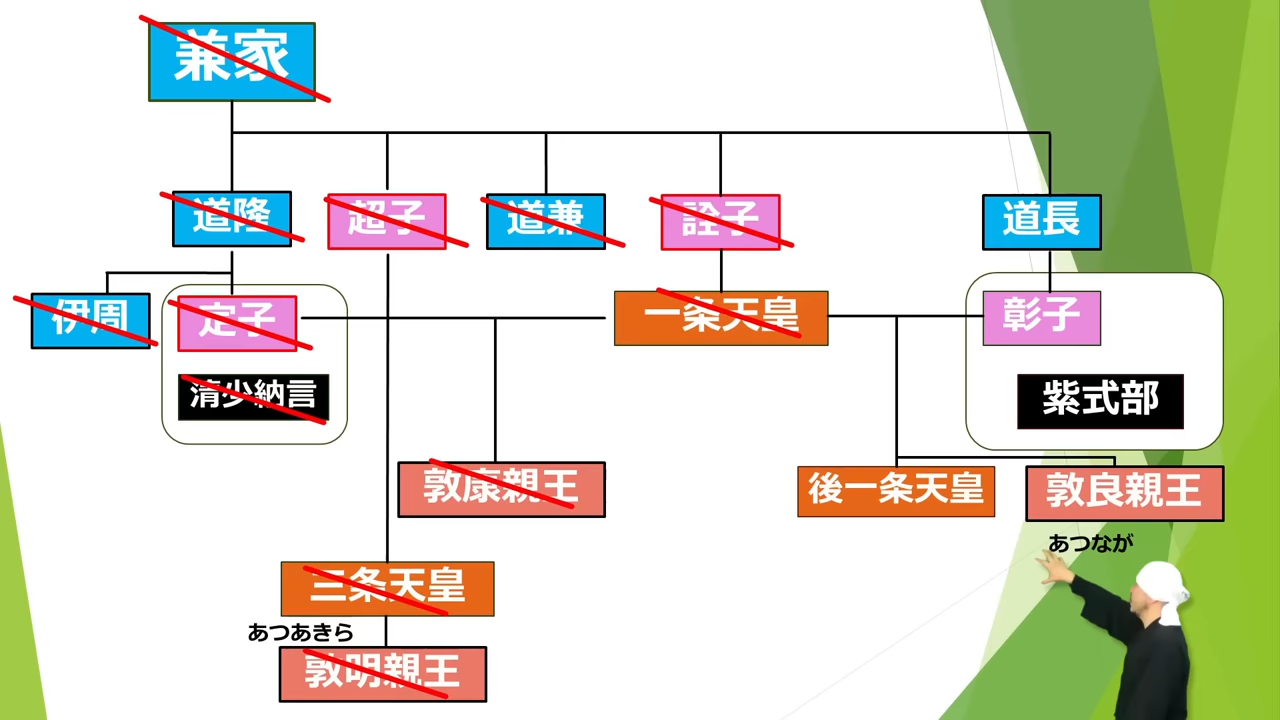 兼家
道隆
超子
道兼
詮子
道長
伊周
定子
一条天皇
彰子
清少納言
紫式部
敦康親王
後一条天皇
敦良親王
あつなが
三条天皇
あつあきら
敦明親王